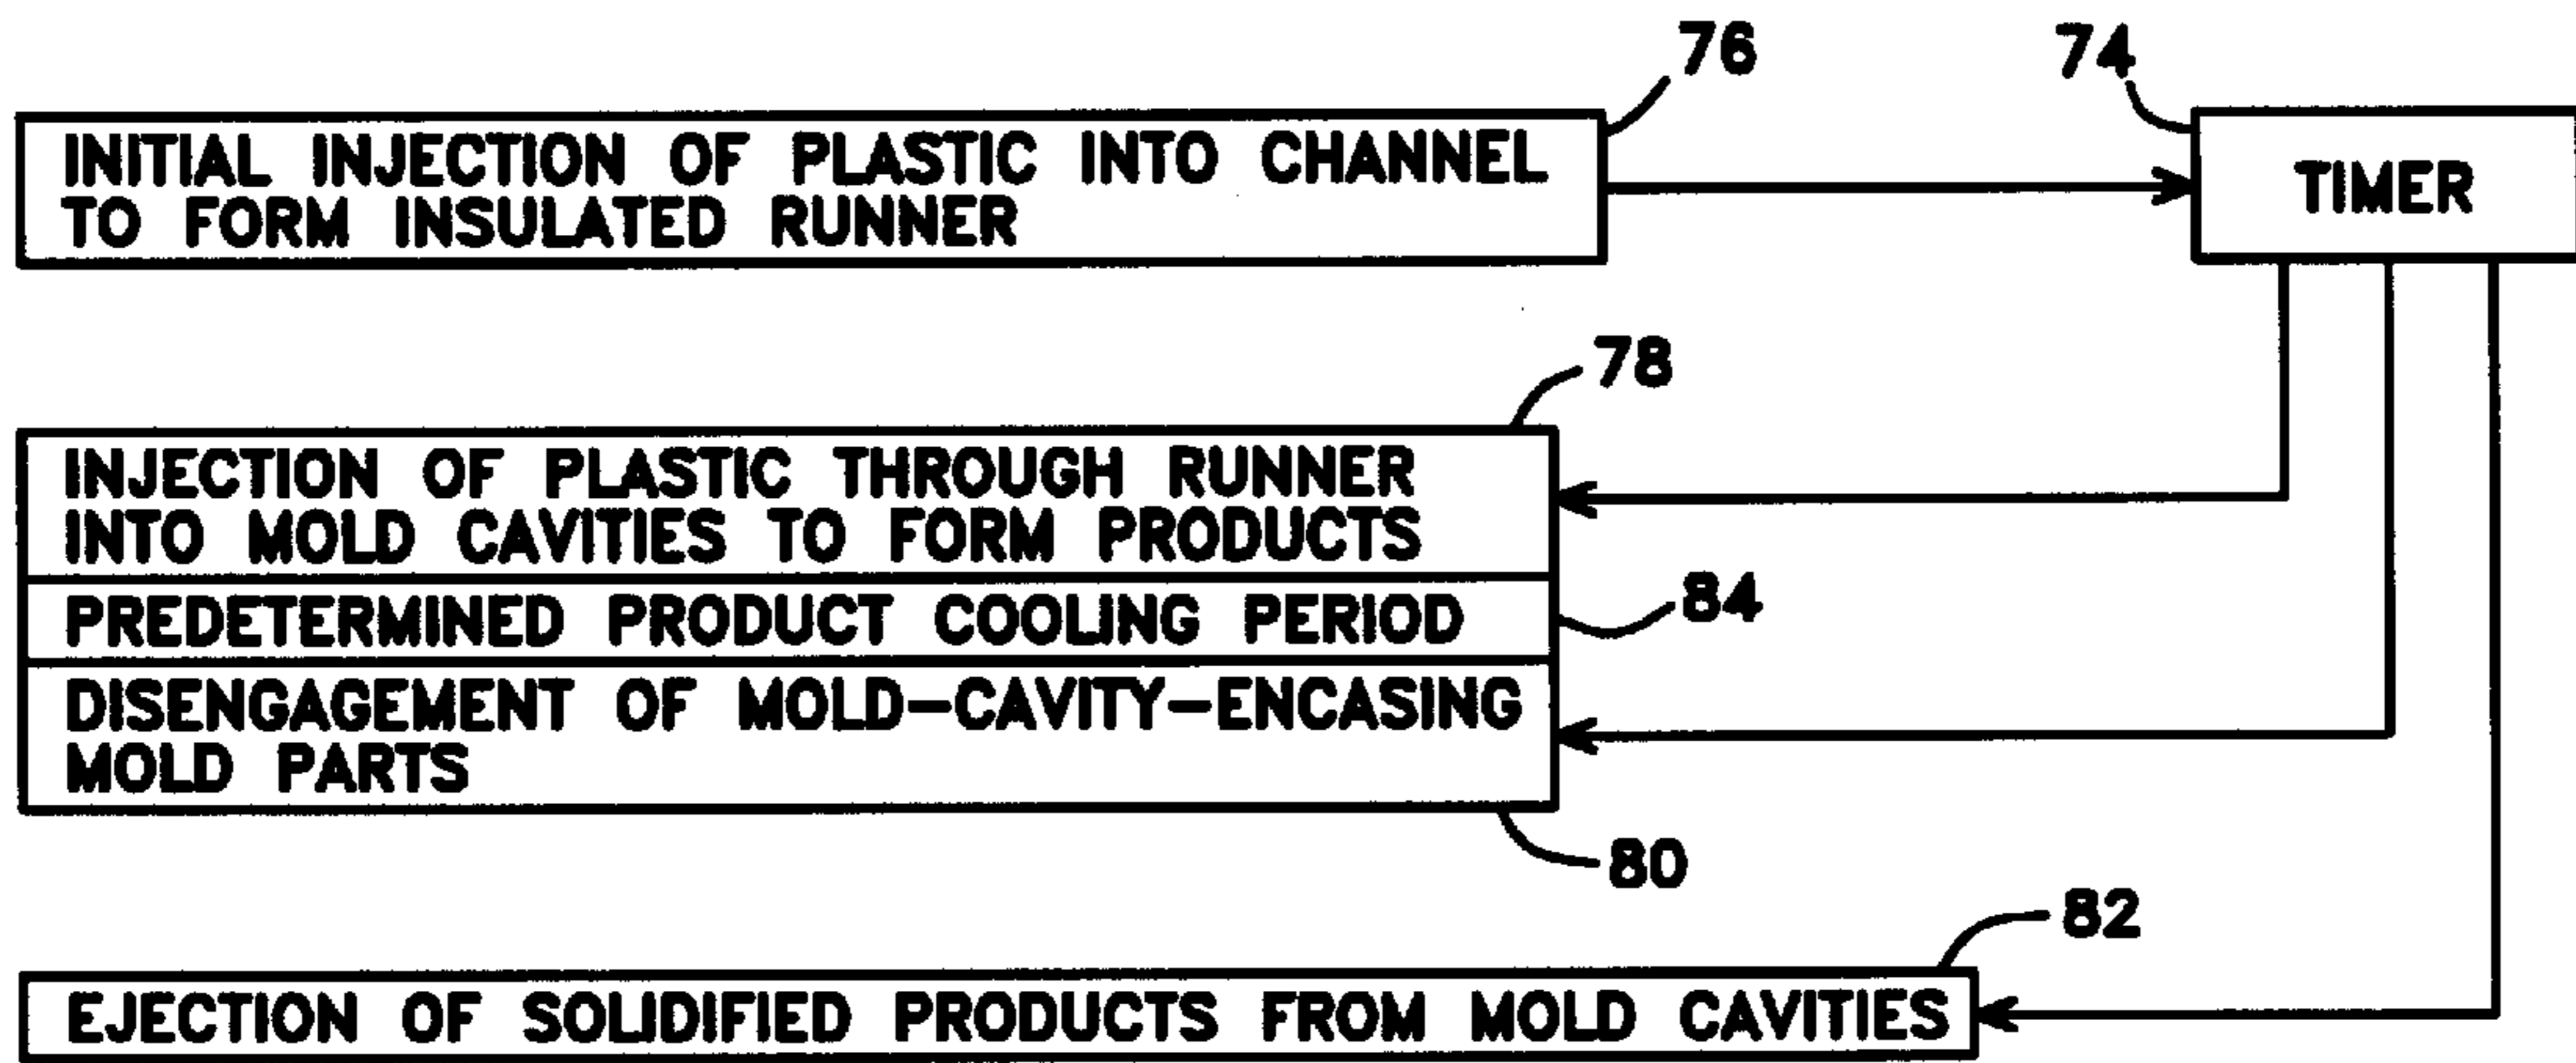 76
74
INITIAL INJECTION OF PLASTIC INTO CHANNEL
TO FORM INSULATED RUNNER
TIMER
78
INJECTION OF PLASTIC THROUGH RUNNER
INTO MOLD CAVITIES TO FORM PRODUCTS
PREDETERMINED PRODUCT COOLING PERIOD
84
DISENGAGEMENT OF MOLD-CAVITY-ENCASING
MOLD PARTS
80
82
EJECTION OF SOLIDIFIED PRODUCTS FROM MOLD CAVITIES